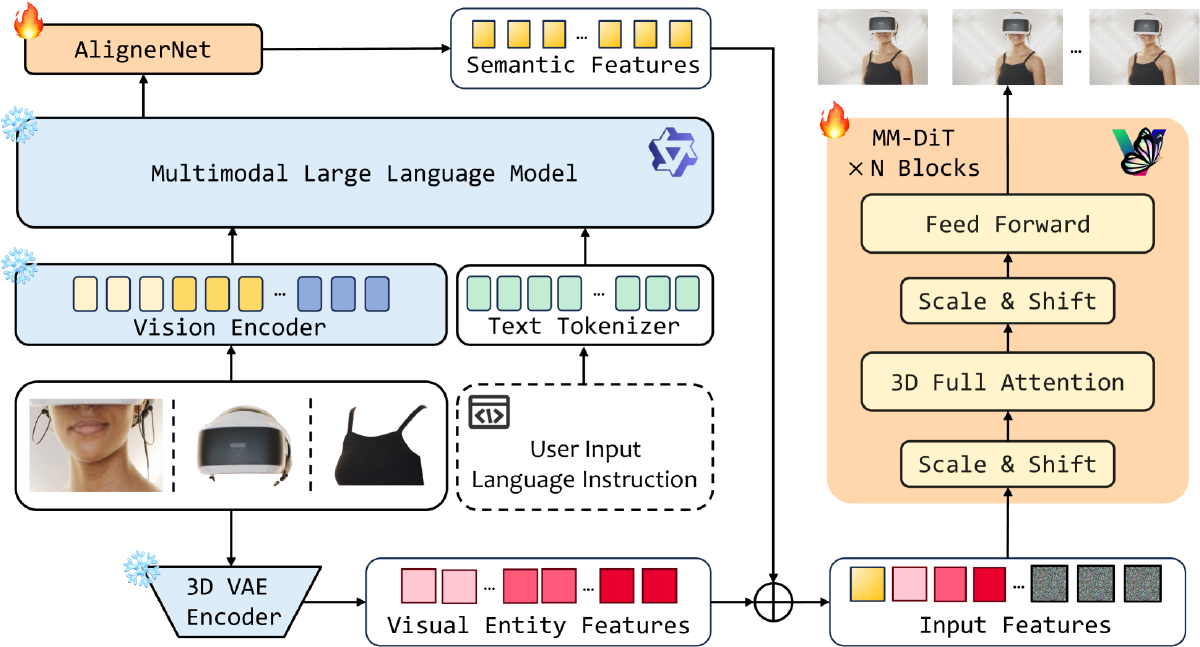 AlignerNet
... 
Semantic Features
...
Multimodal Large Language Model
MM-DiT
× N Blocks
Feed Forward
Scale & Shift
3D Full Attention
Scale & Shift
...
Vision Encoder
...
Text Tokenizer
</>
User Input
Language Instruction
3D VAE
Encoder
... ...
Visual Entity Features
...
Input Features